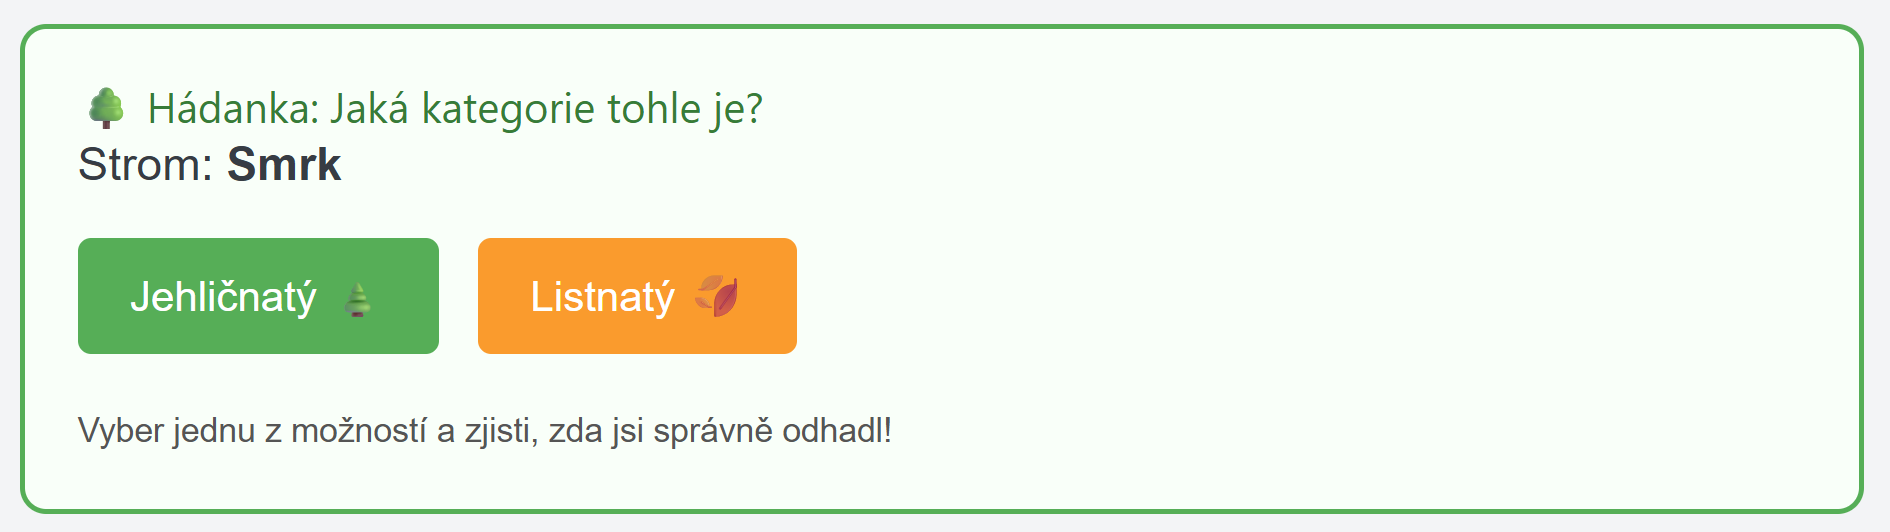 🌳 Hádanka: Jaká kategorie tohle je?
Strom: Smrk
Jehličnatý 🌲
Listnatý 🍂
Vyber jednu z možností a zjisti, zda jsi správně odhadl!